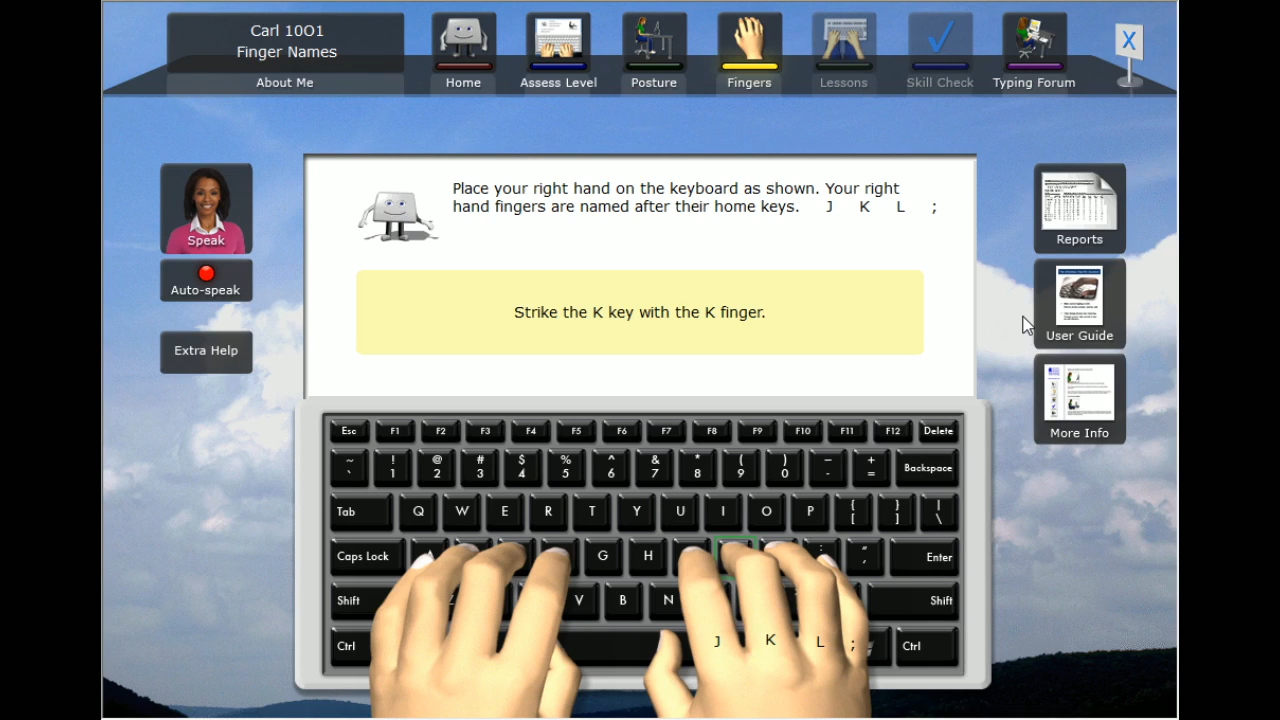 Carl 10O1
Finger Names
About Me
Home
Assess Level
Posture
Fingers
Lessons
Skill Check
Typing Forum
X
Speak
Auto-speak
Extra Help
Place your right hand on the keyboard as shown. Your right
hand fingers are named after their home keys. J K L ;
Strike the K key with the K finger.
Reports
User Guide
More Info
Esc F1 F2 F3 F4 F5 F6 F7 F8 F9 F10 F11 F12 Delete
~ ! @ # $ % ^ & * ( ) – +
` 1 2 3 4 5 6 7 8 9 0 - = Backspace
Tab Q W E R T Y U I O P { } |
[ ] \
Caps Lock G H : " Enter
; ,
Shift Z V B N Shift
Ctrl J K L ; Ctrl